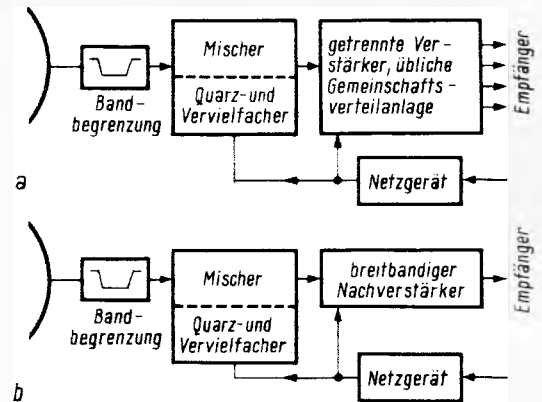 Mischer
Quarz-und
Vervielfacher
Band-
begrenzung
getrennte Ver-
stärker, übliche
Gemeinschafts-
verteilanlage
Empfänger
Netzgerät
a
Mischer
Quarz-und
Vervielfacher
Band-
begrenzung
breitbandiger
Nachverstärker
Empfänger
Netzgerät
b